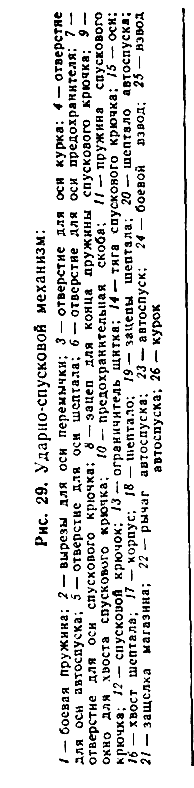 Рис. 29. Ударно-спусковой механизм:
1 — боевая пружина; 2 — вырезы для оси перемычки; 3 — отверстие для оси курка; 4 — отверстие
для оси автоспуска; 5 — отверстие для оси шептала; 6 — отверстие для оси предохранителя; 7 —
отверстие для оси спускового крючка; 8 — зацеп для конца пружины спускового крючка; 9 —
окно для хвоста спускового крючка; 10 — предохранительная скоба; 11 — пружина спускового
крючка; 12 — спусковой крючок; 13 — ограничитель щитка; 14 — тяга спускового крючка; 15 — оси;
16 — хвост шептала; 17 — корпус; 18 — шептало; 19 — зацепы шептала; 20 — шептало автоспуска;
21 — защелка магазина; 22 — рычаг автоспуска; 23 — автоспуск; 24 — боевой взвод; 25 — взвод
автоспуска; 26 — курок